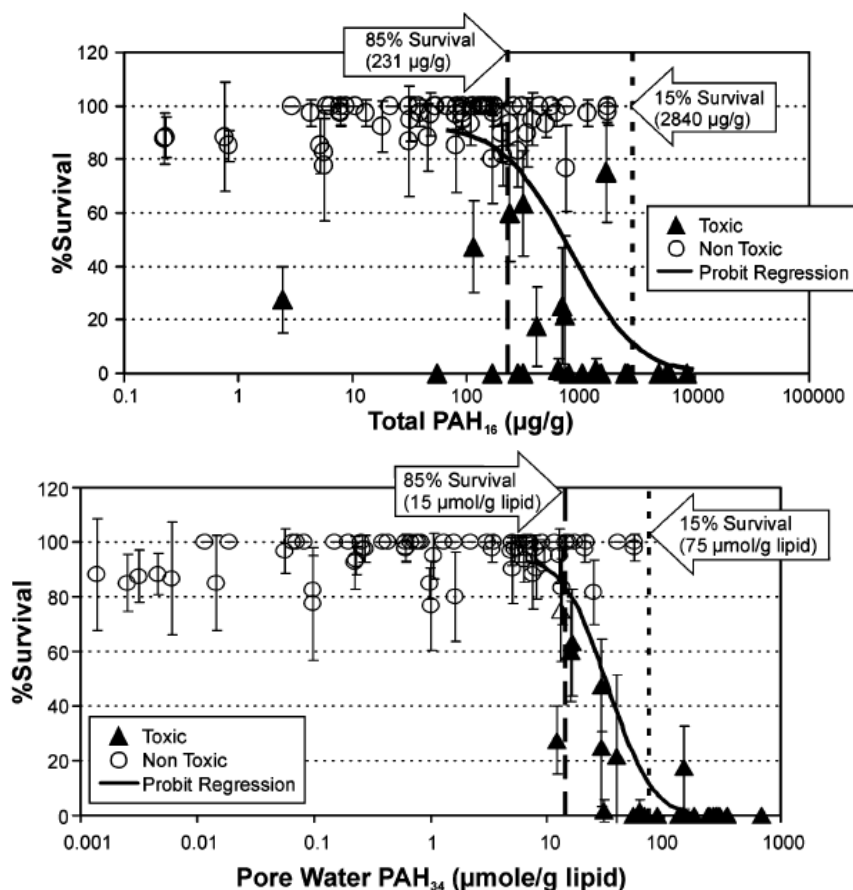 85% Survival
(231 µg/g)
15% Survival
(2840 µg/g)
120
100
80
60
40
20
0
%Survival
Toxic
Non Toxic
Probit Regression
0.1 1 10 100 1000 10000 100000
Total PAH₁₆ (µg/g)
85% Survival
(15 µmol/g lipid)
15% Survival
(75 µmol/g lipid)
120
100
80
60
40
20
0
%Survival
Toxic
Non Toxic
Probit Regression
0.001 0.01 0.1 1 10 100 1000
Pore Water PAH₃₄ (µmole/g lipid)